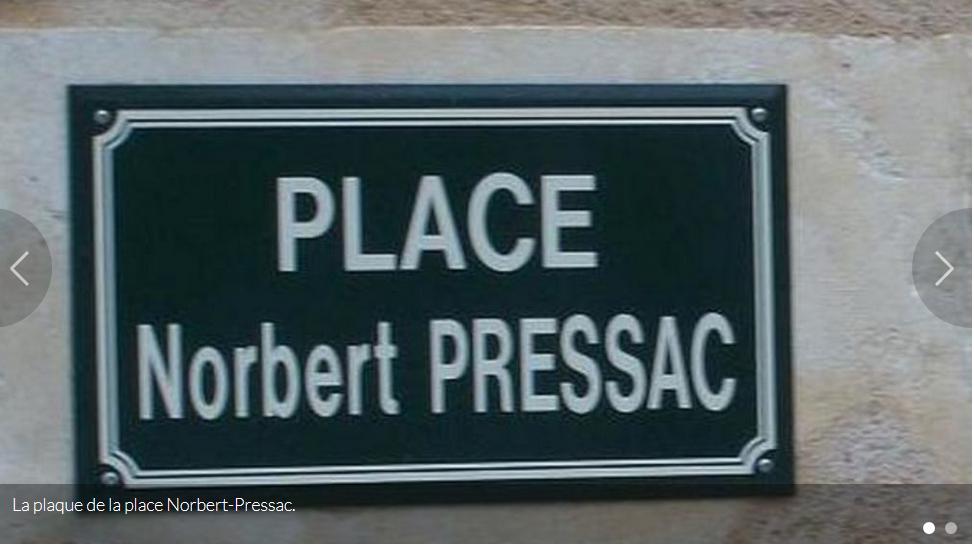 PLACE
Norbert PRESSAC
La plaque de la place Norbert-Pressac.